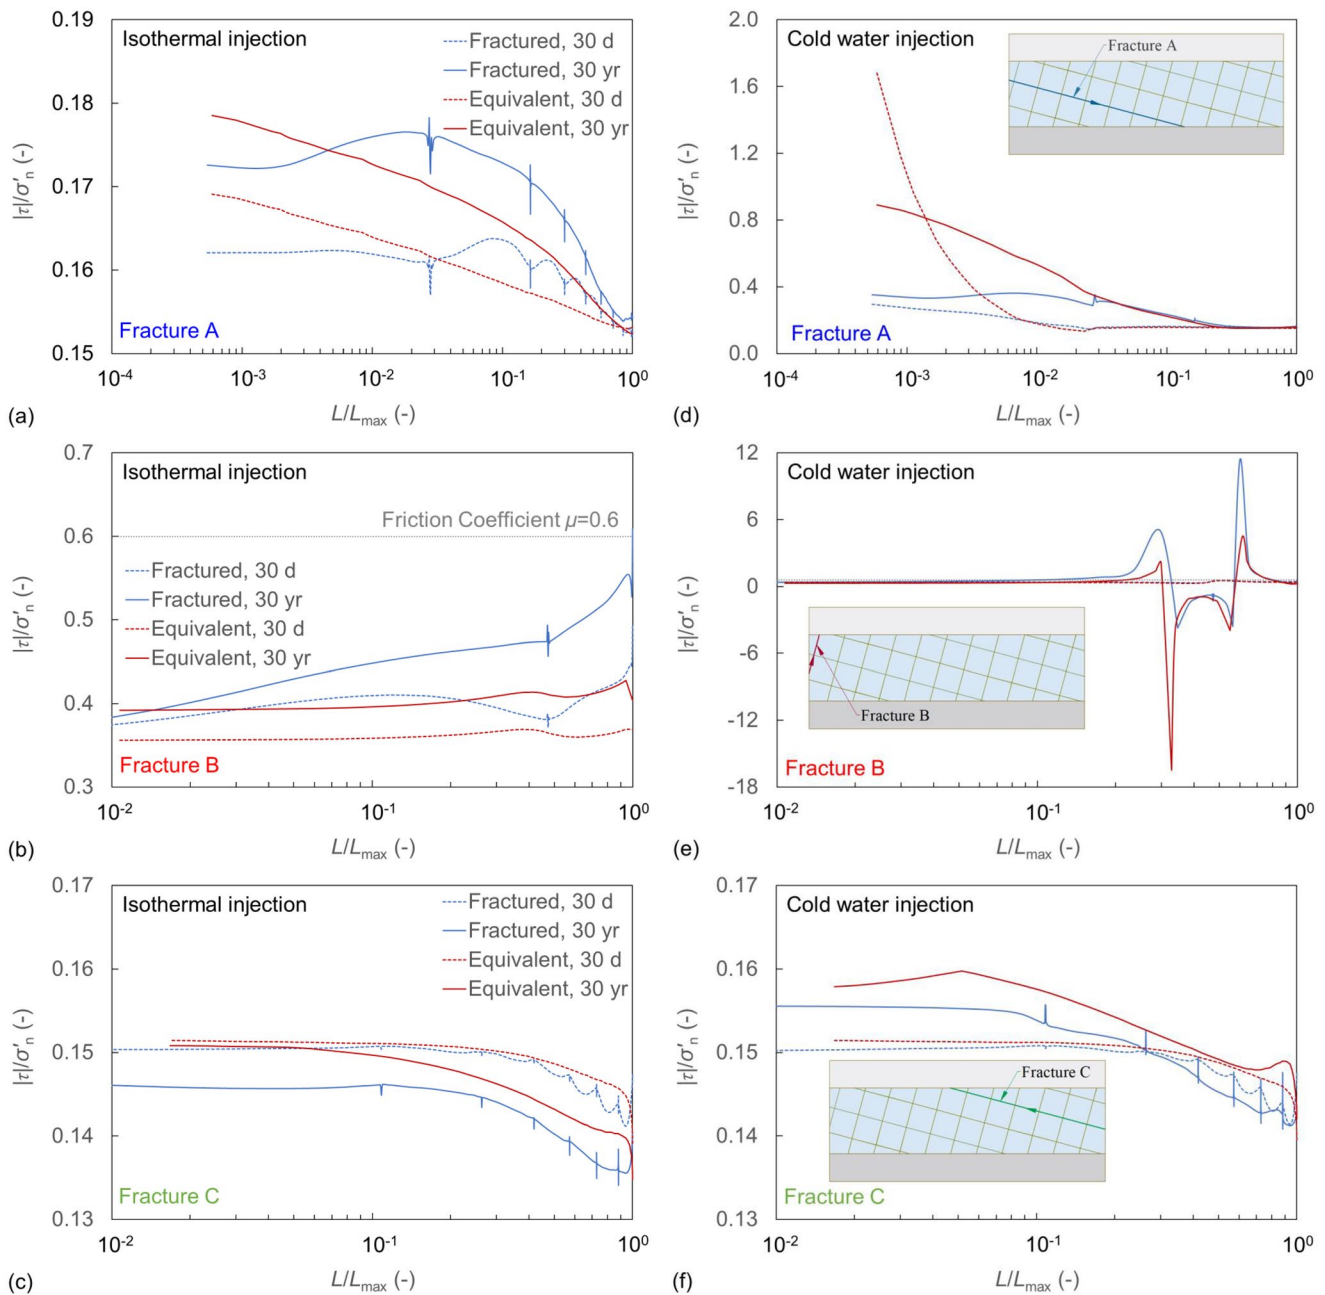 0.19
Isothermal injection
Fractured, 30 d
Fractured, 30 yr
Equivalent, 30 d
Equivalent, 30 yr
0.18
0.17
0.16
0.15
|τ|/σ'n (-)
Fracture A
10-4
10-3
10-2
10-1
100
(a)
L/Lmax (-)
2.0
Cold water injection
Fracture A
1.6
1.2
0.8
0.4
0.0
|τ|/σ'n (-)
Fracture A
10-4
10-3
10-2
10-1
100
(d)
L/Lmax (-)
0.7
Isothermal injection
Friction Coefficient μ=0.6
0.6
Fractured, 30 d
Fractured, 30 yr
Equivalent, 30 d
Equivalent, 30 yr
0.5
0.4
0.3
|τ|/σ'n (-)
Fracture B
10-2
10-1
100
(b)
L/Lmax (-)
12
Cold water injection
6
0
-6
-12
-18
|τ|/σ'n (-)
Fracture B
Fracture B
10-2
10-1
100
(e)
L/Lmax (-)
0.17
Isothermal injection
Fractured, 30 d
Fractured, 30 yr
Equivalent, 30 d
Equivalent, 30 yr
0.16
0.15
0.14
0.13
|τ|/σ'n (-)
Fracture C
10-2
10-1
100
(c)
L/Lmax (-)
0.17
Cold water injection
0.16
0.15
0.14
0.13
|τ|/σ'n (-)
Fracture C
Fracture C
10-2
10-1
100
(f)
L/Lmax (-)